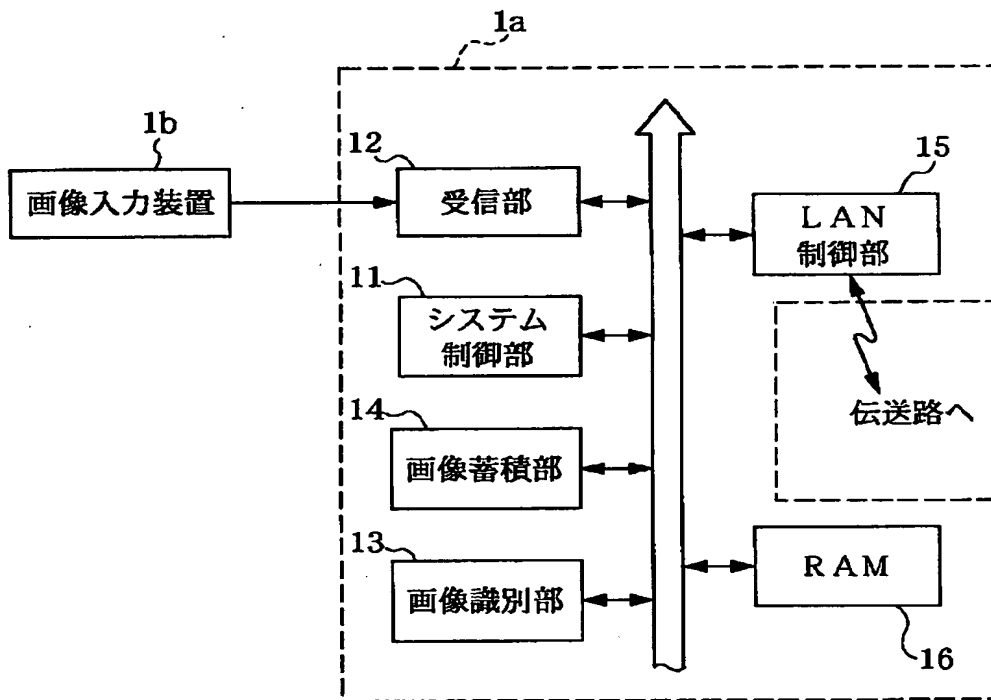 1a
1b
画像入力装置
12
受信部
15
LAN
制御部
11
システム
制御部
伝送路へ
14
画像蓄積部
13
画像識別部
RAM
16